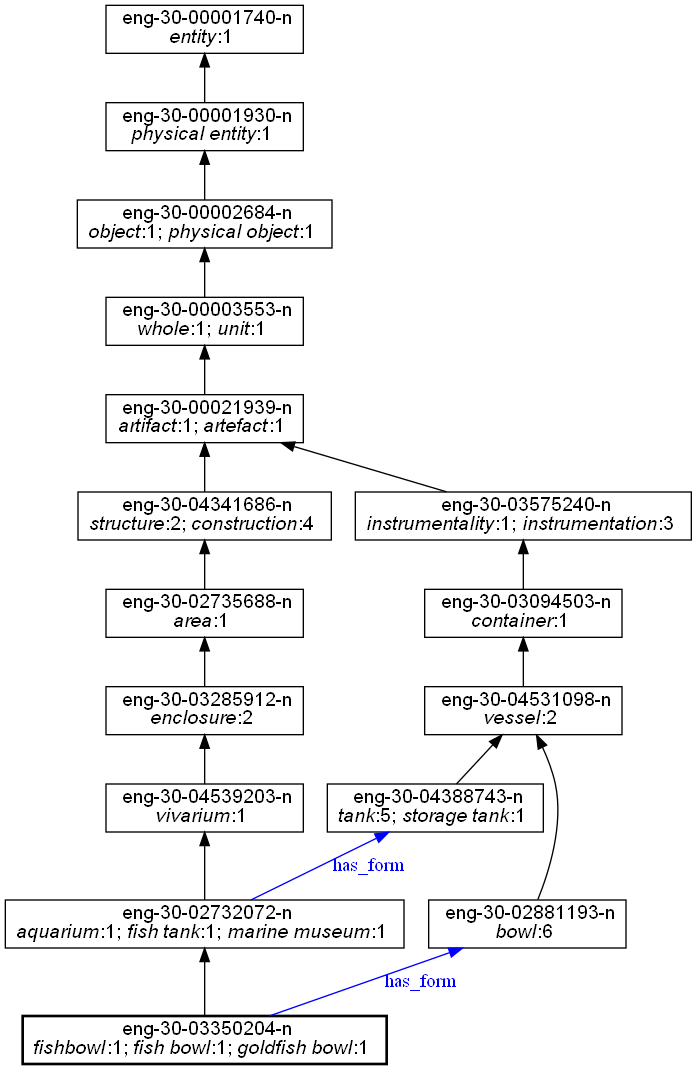 eng-30-00001740-n
entity:1
eng-30-00001930-n
physical entity:1
eng-30-00002684-n
object:1; physical object:1
eng-30-00003553-n
whole:1; unit:1
eng-30-00021939-n
artifact:1; artefact:1
eng-30-04341686-n
structure:2; construction:4
eng-30-03575240-n
instrumentality:1; instrumentation:3
eng-30-02735688-n
area:1
eng-30-03094503-n
container:1
eng-30-03285912-n
enclosure:2
eng-30-04531098-n
vessel:2
eng-30-04539203-n
vivarium:1
eng-30-04388743-n
tank:5; storage tank:1
has_form
eng-30-02732072-n
aquarium:1; fish tank:1; marine museum:1
eng-30-02881193-n
bowl:6
has_form
eng-30-03350204-n
fishbowl:1; fish bowl:1; goldfish bowl:1